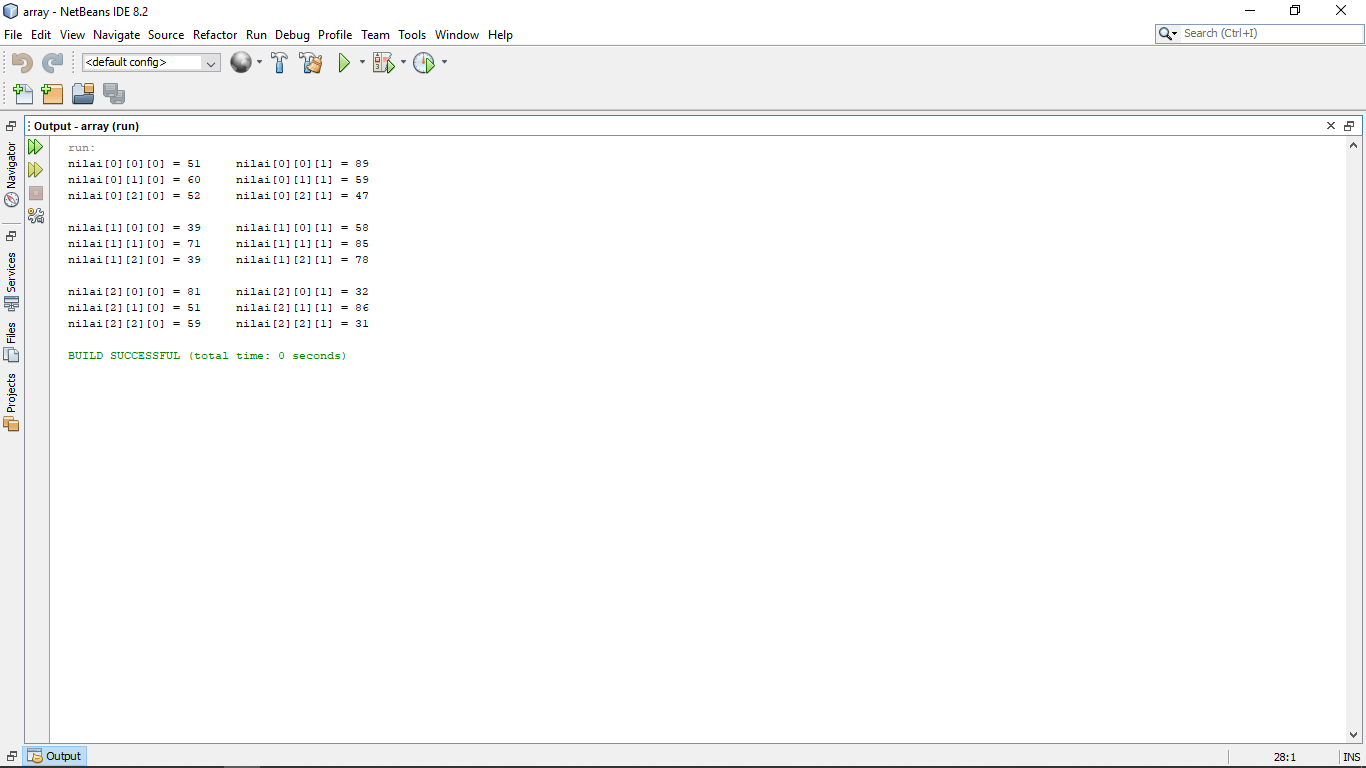 array - NetBeans IDE 8.2
File Edit View Navigate Source Refactor Run Debug Profile Team Tools Window Help
Search (Ctrl+I)
<default config>
Output - array (run)
Navigator
Services
Files
Projects
run:
nilai[0][0][0] = 51 nilai[0][0][1] = 89
nilai[0][1][0] = 60 nilai[0][1][1] = 59
nilai[0][2][0] = 52 nilai[0][2][1] = 47
nilai[1][0][0] = 39 nilai[1][0][1] = 58
nilai[1][1][0] = 71 nilai[1][1][1] = 85
nilai[1][2][0] = 39 nilai[1][2][1] = 78
nilai[2][0][0] = 81 nilai[2][0][1] = 32
nilai[2][1][0] = 51 nilai[2][1][1] = 86
nilai[2][2][0] = 59 nilai[2][2][1] = 31
BUILD SUCCESSFUL (total time: 0 seconds)
Output
28:1 INS